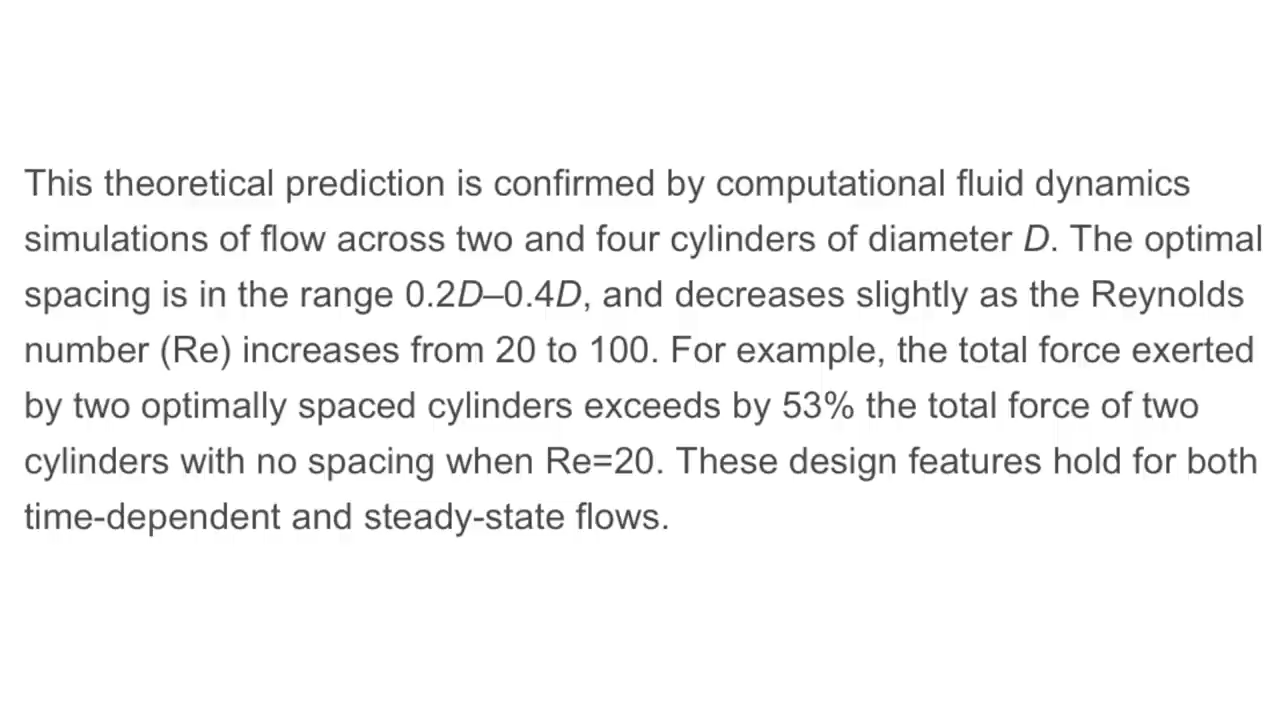 This theoretical prediction is confirmed by computational fluid dynamics
simulations of flow across two and four cylinders of diameter D. The optimal
spacing is in the range 0.2D–0.4D, and decreases slightly as the Reynolds
number (Re) increases from 20 to 100. For example, the total force exerted
by two optimally spaced cylinders exceeds by 53% the total force of two
cylinders with no spacing when Re=20. These design features hold for both
time-dependent and steady-state flows.